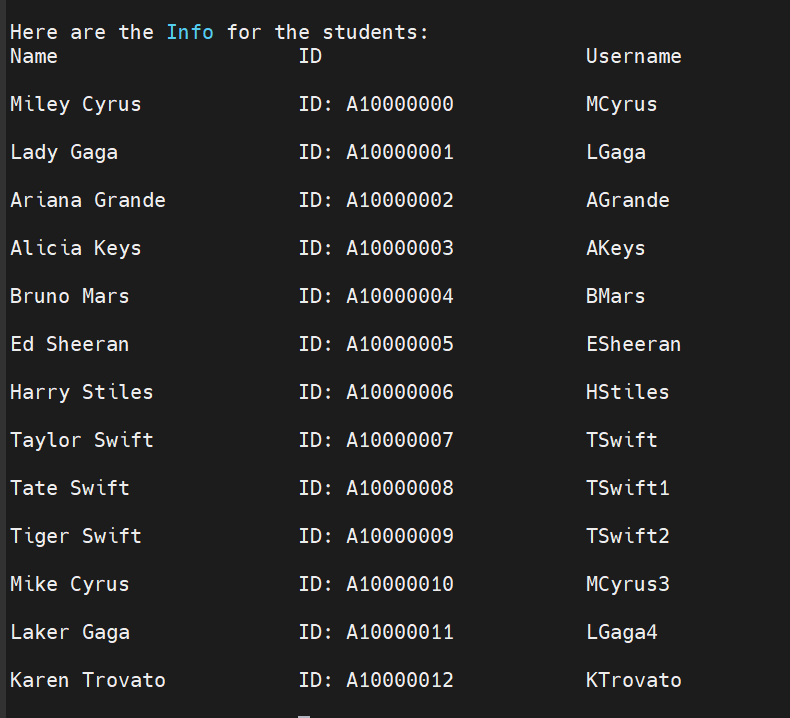 Here are the Info for the students:
Name ID Username
Miley Cyrus ID: A10000000 MCyrus
Lady Gaga ID: A10000001 LGaga
Ariana Grande ID: A10000002 AGrande
Alicia Keys ID: A10000003 AKeys
Bruno Mars ID: A10000004 BMars
Ed Sheeran ID: A10000005 ESheeran
Harry Stiles ID: A10000006 HStiles
Taylor Swift ID: A10000007 TSwift
Tate Swift ID: A10000008 TSwift1
Tiger Swift ID: A10000009 TSwift2
Mike Cyrus ID: A10000010 MCyrus3
Laker Gaga ID: A10000011 LGaga4
Karen Trovato ID: A10000012 KTrovato